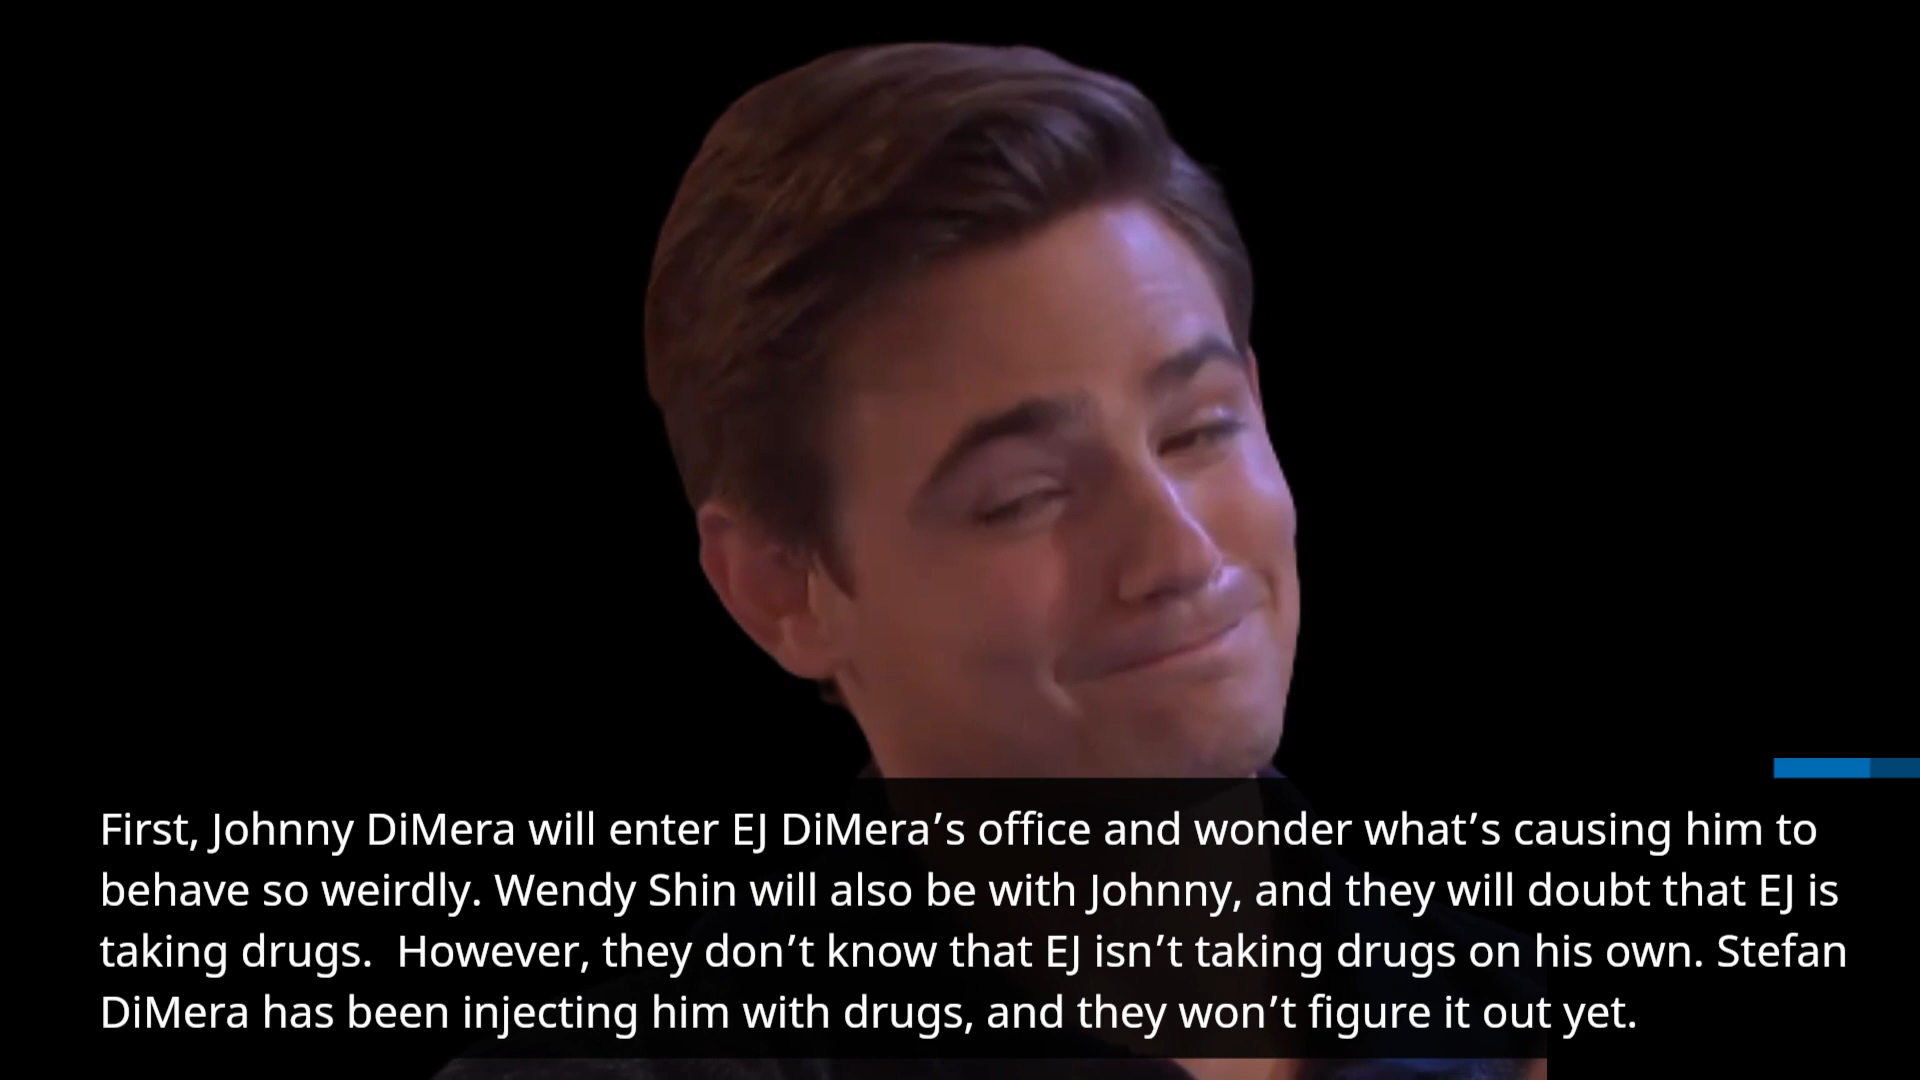 First, Johnny DiMera will enter EJ DiMera’s office and wonder what’s causing him to
behave so weirdly. Wendy Shin will also be with Johnny, and they will doubt that EJ is
taking drugs.  However, they don’t know that EJ isn’t taking drugs on his own. Stefan
DiMera has been injecting him with drugs, and they won’t figure it out yet.